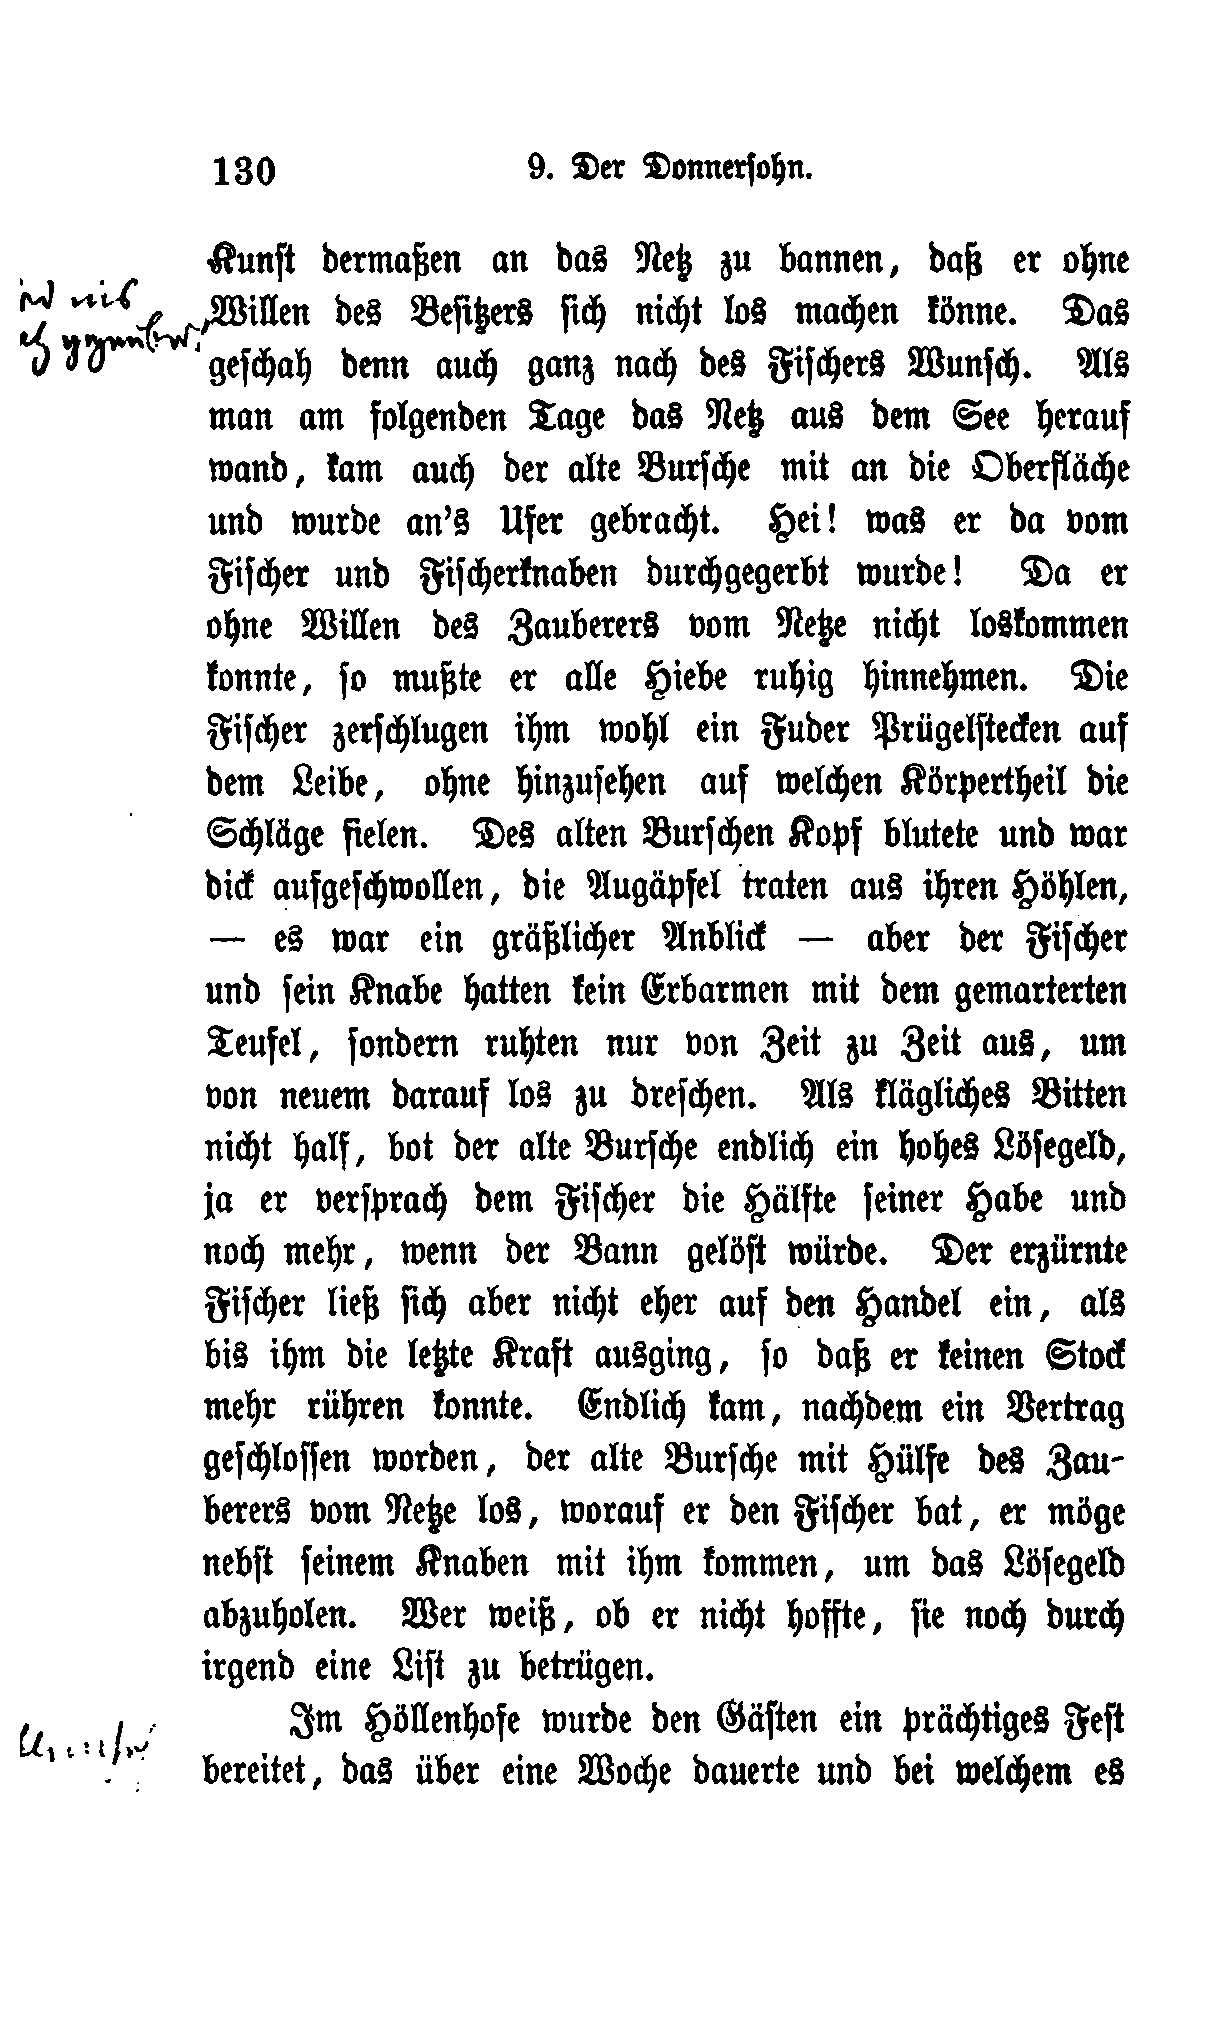 130
9. Der Donnersohn.
Kunst dermaßen an das Netz zu bannen, daß er ohne
Willen des Besitzers sich nicht los machen könne. Das
geschah denn auch ganz nach des Fischers Wunsch. Als
man am folgenden Tage das Netz aus dem See herauf
wand, kam auch der alte Bursche mit an die Oberfläche
und wurde an's Ufer gebracht. Hei! was er da vom
Fischer und Fischerknaben durchgegerbt wurde! Da er
ohne Willen des Zauberers vom Netze nicht loskommen
konnte, so mußte er alle Hiebe ruhig hinnehmen. Die
Fischer zerschlugen ihm wohl ein Fuder Prügelstecken auf
dem Leibe, ohne hinzusehen auf welchen Körpertheil die
Schläge fielen. Des alten Burschen Kopf blutete und war
dick aufgeschwollen, die Augäpfel traten aus ihren Höhlen,
— es war ein gräßlicher Anblick — aber der Fischer
und sein Knabe hatten kein Erbarmen mit dem gemarterten
Teufel, sondern ruhten nur von Zeit zu Zeit aus, um
von neuem darauf los zu dreschen. Als klägliches Bitten
nicht half, bot der alte Bursche endlich ein hohes Lösegeld,
ja er versprach dem Fischer die Hälfte seiner Habe und
noch mehr, wenn der Bann gelöst würde. Der erzürnte
Fischer ließ sich aber nicht eher auf den Handel ein, als
bis ihm die letzte Kraft ausging, so daß er keinen Stock
mehr rühren konnte. Endlich kam, nachdem ein Vertrag
geschlossen worden, der alte Bursche mit Hülfe des Zau-
berers vom Netze los, worauf er den Fischer bat, er möge
nebst seinem Knaben mit ihm kommen, um das Lösegeld
abzuholen. Wer weiß, ob er nicht hoffte, sie noch durch
irgend eine List zu betrügen.
Im Höllenhofe wurde den Gästen ein prächtiges Fest
bereitet, das über eine Woche dauerte und bei welchem es